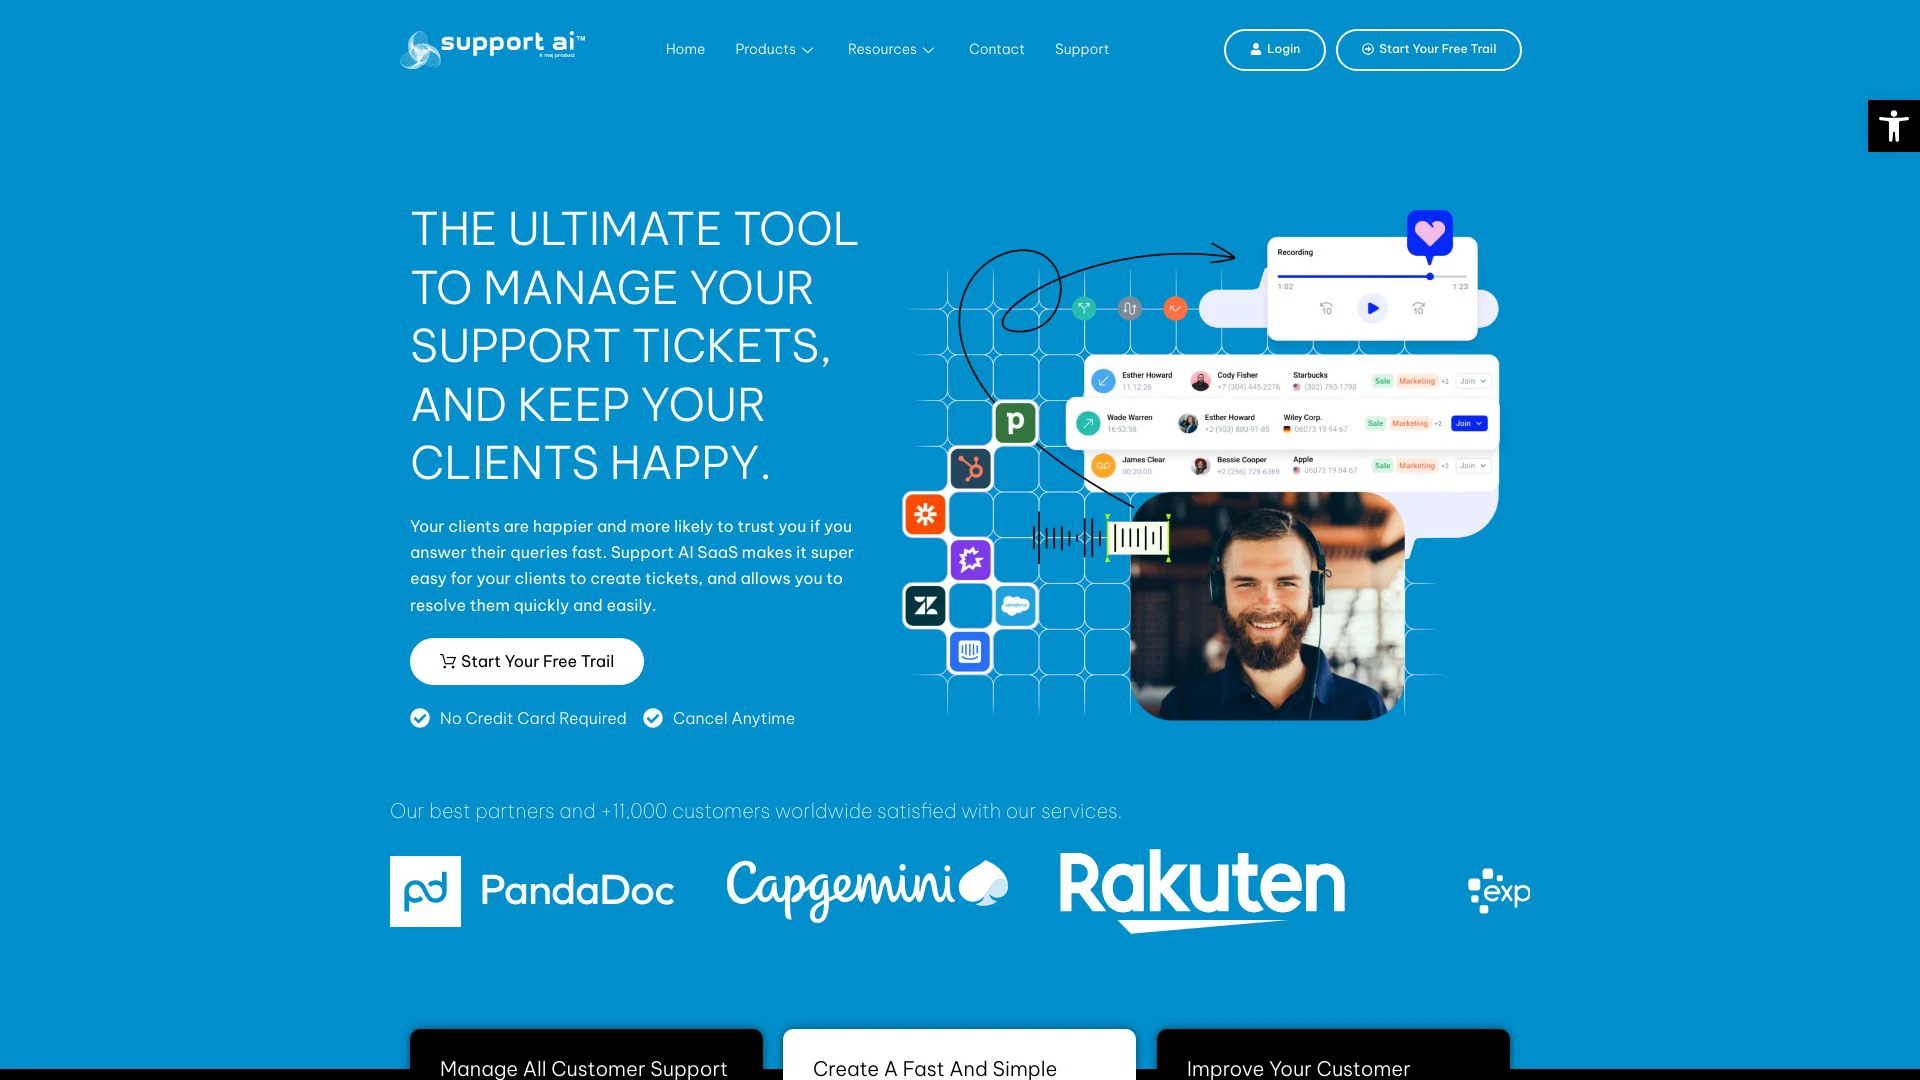 support ai™
A maj product
Home
Products
Resources
Contact
Support
Login
Start Your Free Trail
THE ULTIMATE TOOL
TO MANAGE YOUR
SUPPORT TICKETS,
AND KEEP YOUR
CLIENTS HAPPY.
Your clients are happier and more likely to trust you if you
answer their queries fast. Support AI SaaS makes it super
easy for your clients to create tickets, and allows you to
resolve them quickly and easily.
Start Your Free Trail
No Credit Card Required
Cancel Anytime
Recording
1:02
1:23
10
10
Esther Howard
11:12:26
Cody Fisher
+7 (304) 445-2276
Starbucks
(302) 793-1798
Sale
Marketing
+2
Join
Wade Warren
16:53:58
Esther Howard
+2 (903) 880-91-85
Wiley Corp.
06073 19 94 67
Sale
Marketing
+2
Join
James Clear
00:20:00
Bessie Cooper
+2 (256) 729-6369
Apple
06073 19 94 67
Sale
Marketing
+2
Join
p
salesforce
Our best partners and +11,000 customers worldwide satisfied with our services.
pd PandaDoc
Capgemini
Rakuten
exp
Manage All Customer Support
Create A Fast And Simple
Improve Your Customer